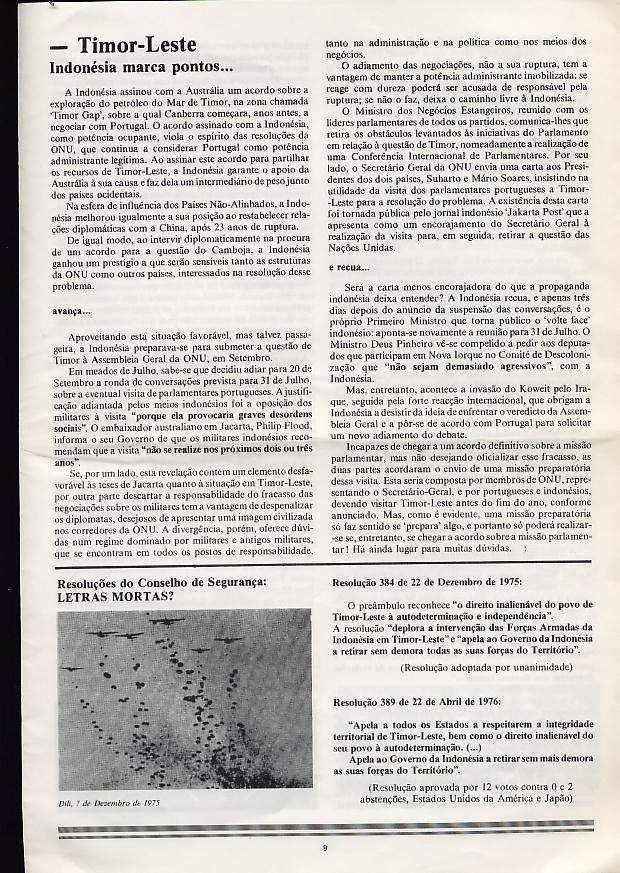 — Timor-Leste
Indonésia marca pontos...
A Indonésia assinou com a Austrália um acordo sobre a
exploração do petróleo do Mar de Timor, na zona chamada
'Timor Gap', sobre a qual Canberra começara, anos antes, a
negociar com Portugal. O acordo assinado com a Indonésia,
como potência ocupante, viola o espírito das resoluções da
ONU, que continua a considerar Portugal como potência
administrante legítima. Ao assinar este acordo para partilhar
os recursos de Timor-Leste, a Indonésia garante o apoio da
Austrália à sua causa e faz dela um intermediário de peso junto
dos países ocidentais.
Na esfera de influência dos Países Não-Alinhados, a Indo-
nésia melhorou igualmente a sua posição ao restabelecer rela-
ções diplomáticas com a China, após 23 anos de ruptura.
De igual modo, ao intervir diplomaticamente na procura
de um acordo para a questão do Camboja, a Indonésia
ganhou um prestígio a que serão sensíveis tanto as estruturas
da ONU como outros países, interessados na resolução desse
problema.
avança...
Aproveitando esta situação favorável, mas talvez passa-
geira, a Indonésia preparava-se para submeter a questão de
Timor à Assembleia Geral da ONU, em Setembro.
Em meados de Julho, sabe-se que decidiu adiar para 20 de
Setembro a ronda de conversações prevista para 31 de Julho,
sobre a eventual visita de parlamentares portugueses. A justifi-
cação adiantada pelos meios indonésios foi a oposição dos
militares à visita "porque ela provocaria graves desordens
sociais". O embaixador australiano em Jacarta, Philip Flood,
informa o seu Governo de que os militares indonésios reco-
mendam que a visita "não se realize nos próximos dois ou três
anos".
Se, por um lado, esta revelação contém um elemento desfa-
vorável às teses de Jacarta quanto à situação em Timor-Leste,
por outra parte descartar a responsabilidade do fracasso das
negociações sobre os militares tem a vantagem de despenalizar
os diplomatas, desejosos de apresentar uma imagem civilizada
nos corredores da ONU. A divergência, porém, oferece dúvi-
das num regime dominado por militares e antigos militares,
que se encontram em todos os postos de responsabilidade,
tanto na administração e na política como nos meios dos
negócios.
O adiamento das negociações, não a sua ruptura, tem a
vantagem de manter a potência administrante imobilizada: se
reage com dureza poderá ser acusada de responsável pela
ruptura; se não o faz, deixa o caminho livre à Indonésia.
O Ministro dos Negócios Estrangeiros, reunido com os
líderes parlamentares de todos os partidos, comunica-lhes que
retira os obstáculos levantados às iniciativas do Parlamento
em relação à questão de Timor, nomeadamente a realização de
uma Conferência Internacional de Parlamentares. Por seu
lado, o Secretário Geral da ONU envia uma carta aos Presi-
dentes dos dois países, Suharto e Mário Soares, insistindo na
utilidade da visita dos parlamentares portugueses a Timor-
-Leste para a resolução do problema. A existência desta carta
foi tornada pública pelo jornal indonésio 'Jakarta Post' que a
apresenta como um encorajamento do Secretário Geral à
realização da visita para, em seguida, retirar a questão das
Nações Unidas.
e recua...
Será a carta menos encorajadora do que a propaganda
indonésia deixa entender? A Indonésia recua, e apenas três
dias depois do anúncio da suspensão das conversações, é o
próprio Primeiro Ministro que torna público o 'volte face'
indonésio: aponta-se novamente a reunião para 31 de Julho. O
Ministro Deus Pinheiro vê-se compelido a pedir aos deputa-
dos que participam em Nova Iorque no Comité de Descoloni-
zação que "não sejam demasiado agressivos", com a
Indonésia.
Mas, entretanto, acontece a invasão do Koweit pelo Ira-
que, seguida pela forte reacção internacional, que obrigam a
Indonésia a desistir da ideia de enfrentar o veredicto da Assem-
bleia Geral e a pôr-se de acordo com Portugal para solicitar
um novo adiamento do debate.
Incapazes de chegar a um acordo definitivo sobre a missão
parlamentar, mas não desejando oficializar esse fracasso, as
duas partes acordaram o envio de uma missão preparatória
dessa visita. Esta seria composta por membros de ONU, repre-
sentando o Secretário-Geral, e por portugueses e indonésios,
devendo visitar Timor-Leste antes do fim do ano, conforme
anunciado. Mas, como é evidente, uma missão preparatória
só faz sentido se 'prepara' algo, e portanto só poderá realizar-
-se se, entretanto, se chegar a acordo sobre a missão parlamen-
tar! Há ainda lugar para muitas dúvidas.
Resoluções do Conselho de Segurança:
LETRAS MORTAS?
Dili, 7 de Dezembro de 1975
Resolução 384 de 22 de Dezembro de 1975:
O preâmbulo reconhece "o direito inalienável do povo de
Timor-Leste à autodeterminação e independência".
A resolução "deplora a intervenção das Forças Armadas da
Indonésia em Timor-Leste" e "apela ao Governo da Indonésia
a retirar sem demora todas as suas forças do Território".
(Resolução adoptada por unanimidade)
Resolução 389 de 22 de Abril de 1976:
"Apela a todos os Estados a respeitarem a integridade
territorial de Timor-Leste, bem como o direito inalienável do
seu povo à autodeterminação. (...)
Apela ao Governo da Indonésia a retirar sem mais demora
as suas forças do Território".
(Resolução aprovada por 12 votos contra 0 e 2
abstenções, Estados Unidos da América e Japão)
9